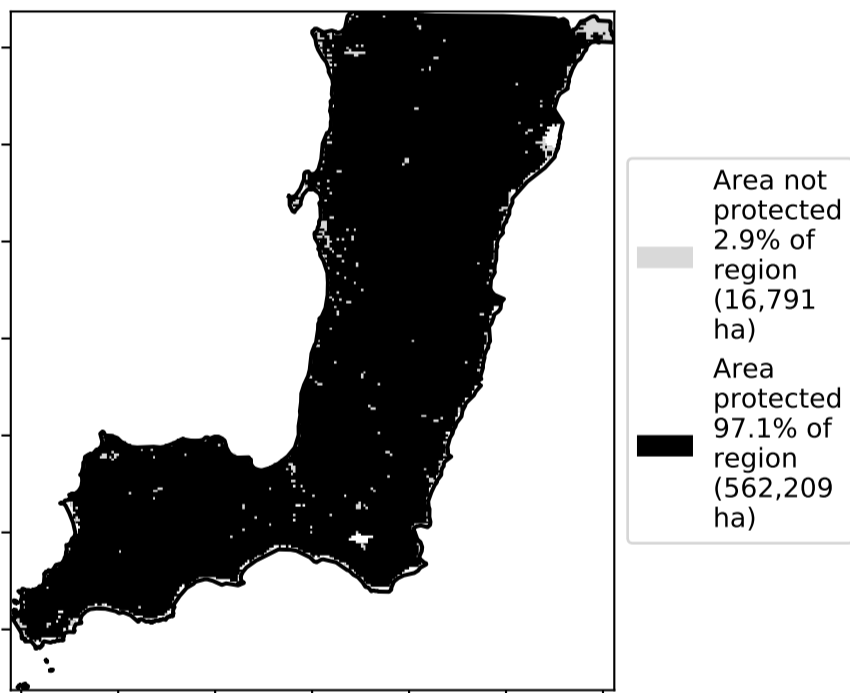 Area not
protected
2.9% of
region
(16,791
ha)
Area
protected
97.1% of
region
(562,209
ha)